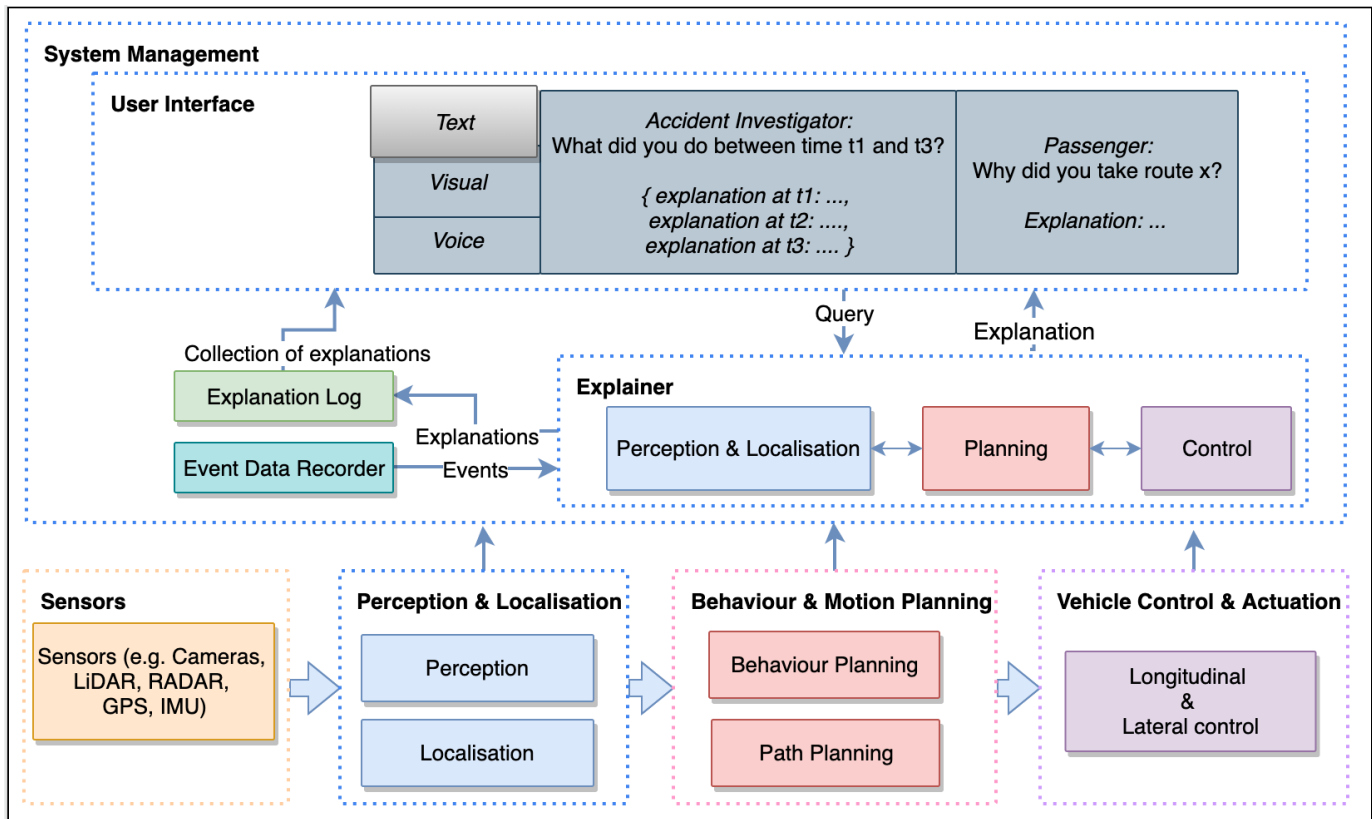 System Management
User Interface
Text
Visual
Voice
Accident Investigator:
What did you do between time t1 and t3?
{ explanation at t1: ...,
explanation at t2: ....,
explanation at t3: .... }
Passenger:
Why did you take route x?
Explanation: ...
Query
Explanation
Collection of explanations
Explanation Log
Event Data Recorder
Explanations
Events
Explainer
Perception & Localisation
Planning
Control
Sensors
Sensors (e.g. Cameras,
LiDAR, RADAR,
GPS, IMU)
Perception & Localisation
Perception
Localisation
Behaviour & Motion Planning
Behaviour Planning
Path Planning
Vehicle Control & Actuation
Longitudinal
&
Lateral control